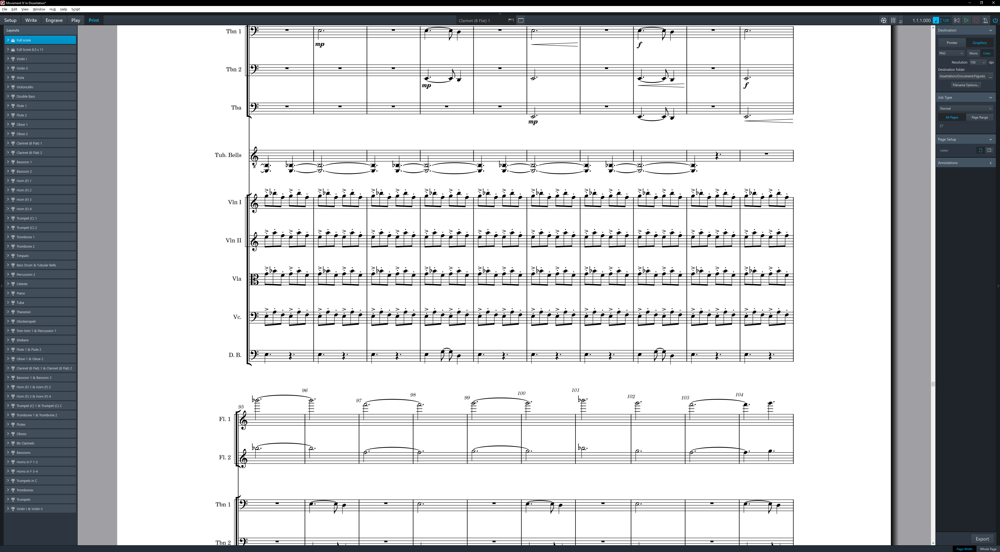 Movement IV in Dissertation*
File Edit View Window Hub Help Script
Setup Write Engrave Play Print
Clarinet (B Flat) 1
1.1.1.000 120
Layouts
Full score
Full Score 8.5 x 11
Violin I
Violin II
Viola
Violoncello
Double Bass
Flute 1
Flute 2
Oboe 1
Oboe 2
Clarinet (B Flat) 1
Clarinet (B Flat) 2
Bassoon 1
Bassoon 2
Horn (F) 1
Horn (F) 2
Horn (F) 3
Horn (F) 4
Trumpet (C) 1
Trumpet (C) 2
Trombone 1
Trombone 2
Timpani
Bass Drum & Tubular Bells
Percussion 2
Celeste
Piano
Tuba
Theremin
Glockenspiel
Tom-tom 1 & Percussion 1
Shekere
Flute 1 & Flute 2
Oboe 1 & Oboe 2
Clarinet (B Flat) 1 & Clarinet (B Flat) 2
Bassoon 1 & Bassoon 2
Horn (F) 1 & Horn (F) 2
Horn (F) 3 & Horn (F) 4
Trumpet (C) 1 & Trumpet (C) 2
Trombone 1 & Trombone 2
Flutes
Oboes
Bb Clarinets
Bassoons
Horns in F 1-2
Horns in F 3-4
Trumpets in C
Trombones
Trumpets
Violin I & Violin II
Tbn 1
mp f
Tbn 2
mp f
Tba
mp
Tub. Bells
8
Vln I
Vln II
Vla
Vc.
D. B.
95 96 97 98 99 100 101 102 103 104
Fl. 1
Fl. 2
Tbn 1
Tbn 2
Destination
Printer Graphics
PNG Mono Color
Resolution 150 dpi
Destination folder
Dissertation/Document/Figures ...
Filename Options...
Job Type
Normal
All Pages Page Range
27
Page Setup
Letter
Annotations
Export
Page Width Whole Page